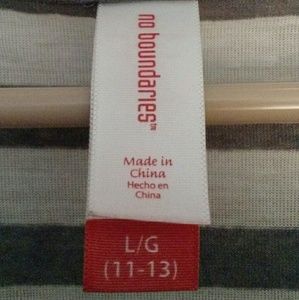 no boundaries™
Made in
China
Hecho en
China
L/G
(11-13)